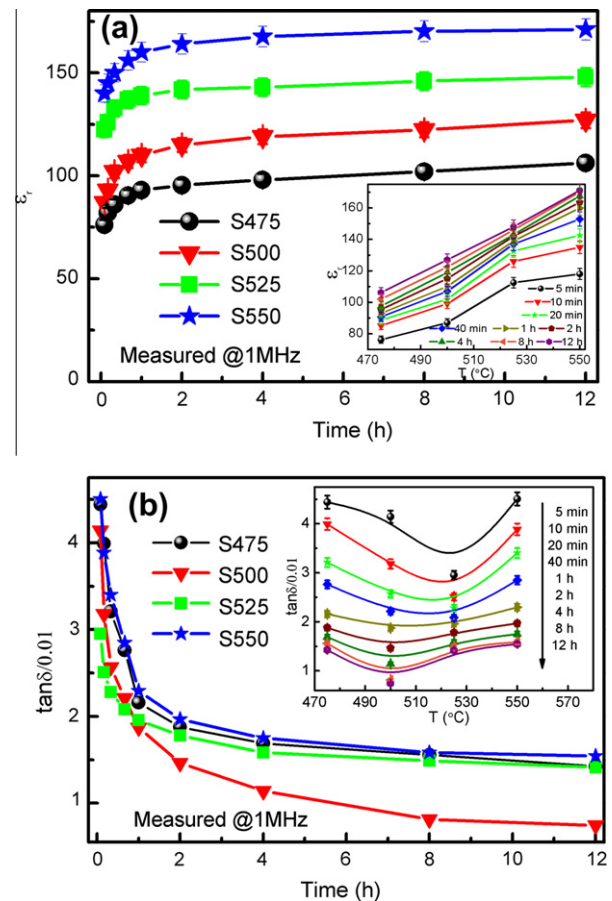 (a)
150
100
75
50
25
0
εr
S475
S500
S525
S550
Measured @1MHz
160
140
120
100
80
εr
5 min
10 min
20 min
40 min
1 h
2 h
4 h
8 h
12 h
470 490 510 530 550
T (°C)
0 2 4 6 8 10 12
Time (h)
(b)
4
3
2
1
tanδ/0.01
S475
S500
S525
S550
Measured @1MHz
4
3
2
1
tanδ/0.01
5 min
10 min
20 min
40 min
1 h
2 h
4 h
8 h
12 h
470 490 510 530 550 570
T (°C)
0 2 4 6 8 10 12
Time (h)